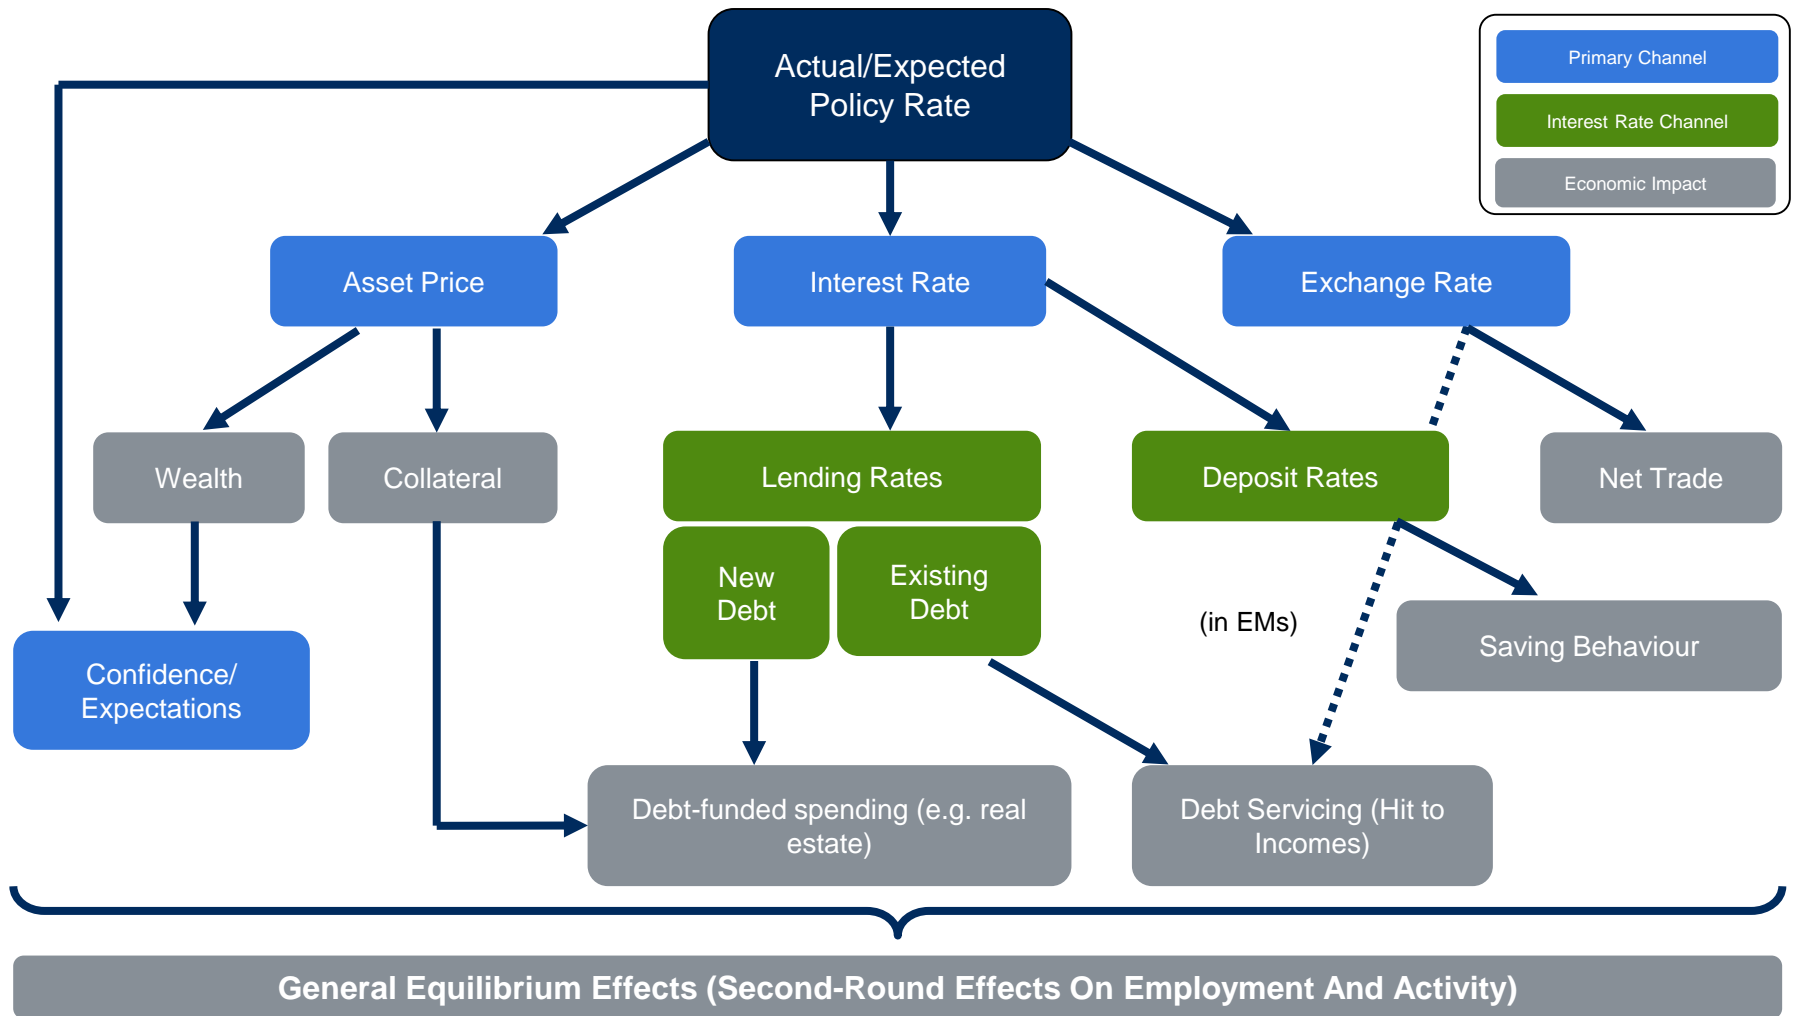 Actual/Expected
Policy Rate
Primary Channel
Interest Rate Channel
Economic Impact
Asset Price
Interest Rate
Exchange Rate
Wealth
Collateral
Lending Rates
Deposit Rates
Net Trade
New
Debt
Existing
Debt
(in EMs)
Saving Behaviour
Confidence/
Expectations
Debt-funded spending (e.g. real
estate)
Debt Servicing (Hit to
Incomes)
General Equilibrium Effects (Second-Round Effects On Employment And Activity)